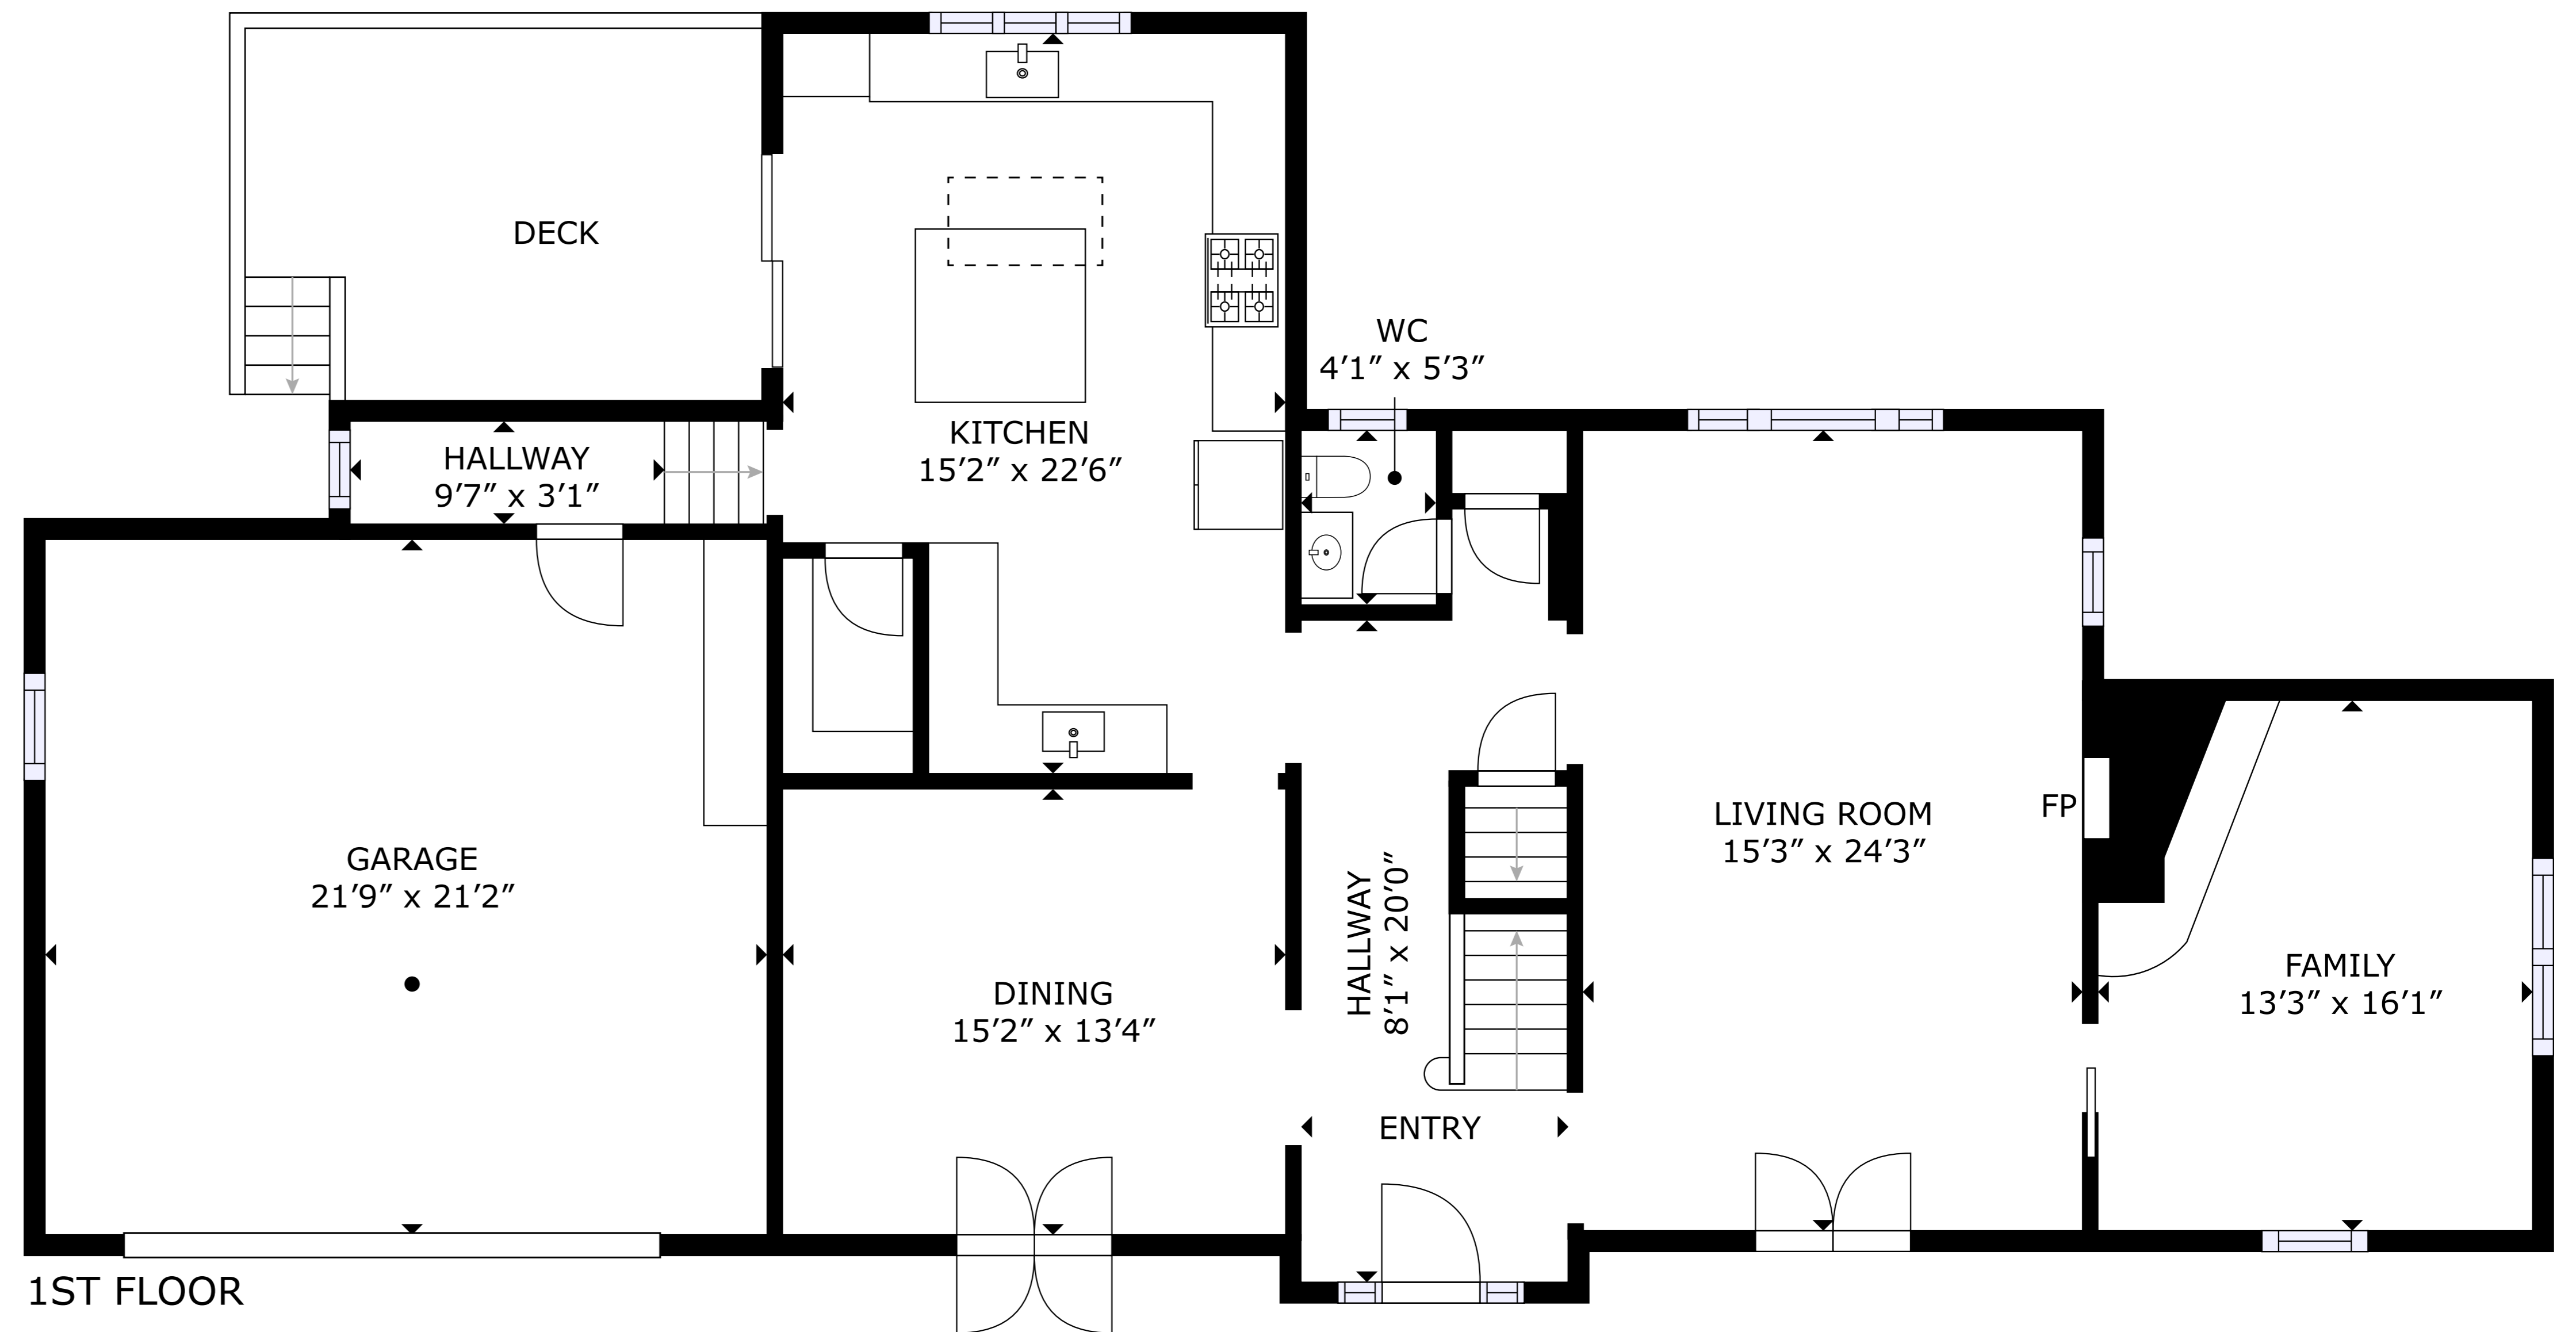 DECK
WC
4′1″ x 5′3″
KITCHEN
15′2″ x 22′6″
HALLWAY
9′7″ x 3′1″
GARAGE
21′9″ x 21′2″
LIVING ROOM
15′3″ x 24′3″
FP
HALLWAY
8′1″ x 20′0″
DINING
15′2″ x 13′4″
FAMILY
13′3″ x 16′1″
ENTRY
1ST FLOOR